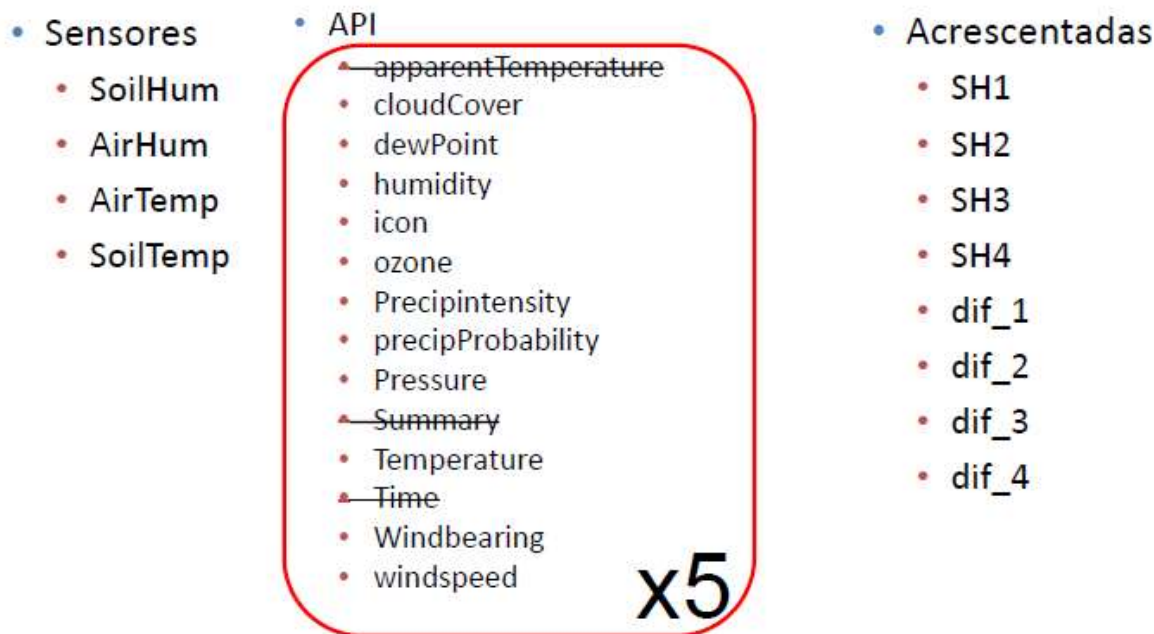 Sensores
SoilHum
AirHum
AirTemp
SoilTemp
API
apparentTemperature
cloudCover
dewPoint
humidity
icon
ozone
Precipintensity
precipProbability
Pressure
Summary
Temperature
Time
Windbearing
windspeed
x5
Acrescentadas
SH1
SH2
SH3
SH4
dif_1
dif_2
dif_3
dif_4